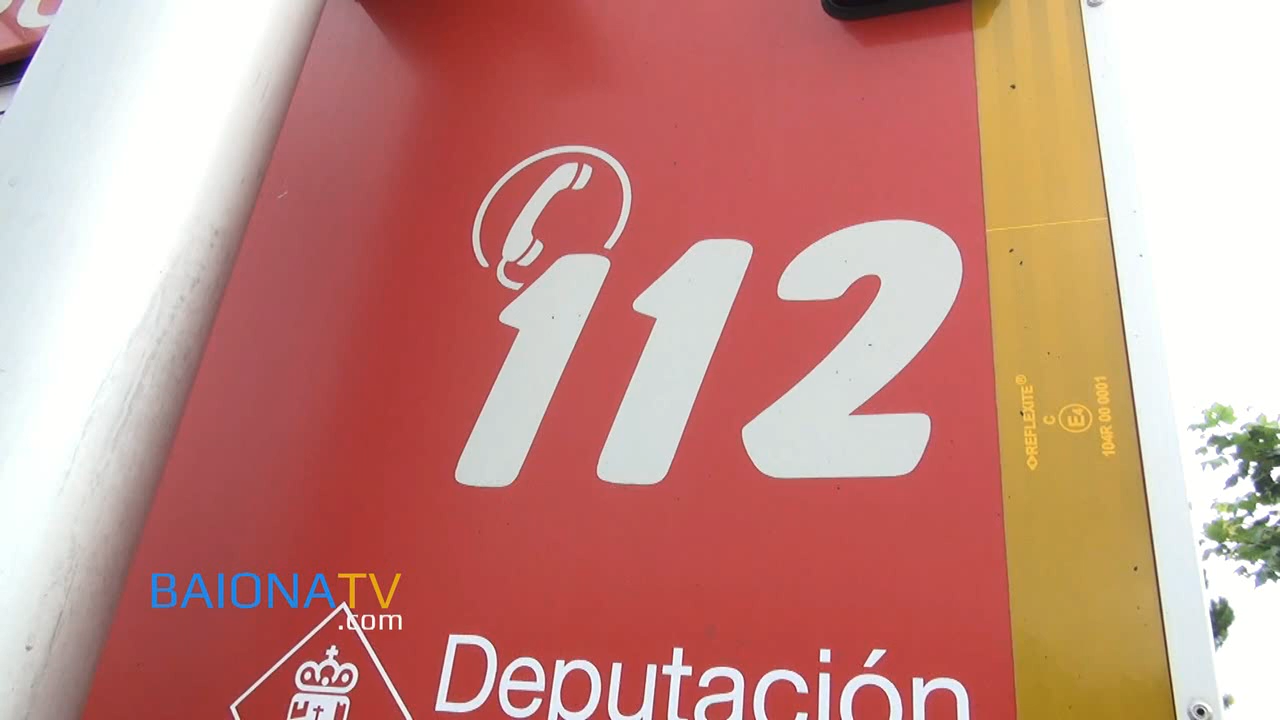 112
REFLEXITE®
C
E4
104R 00 0001
BAIONATV
.com
Deputación